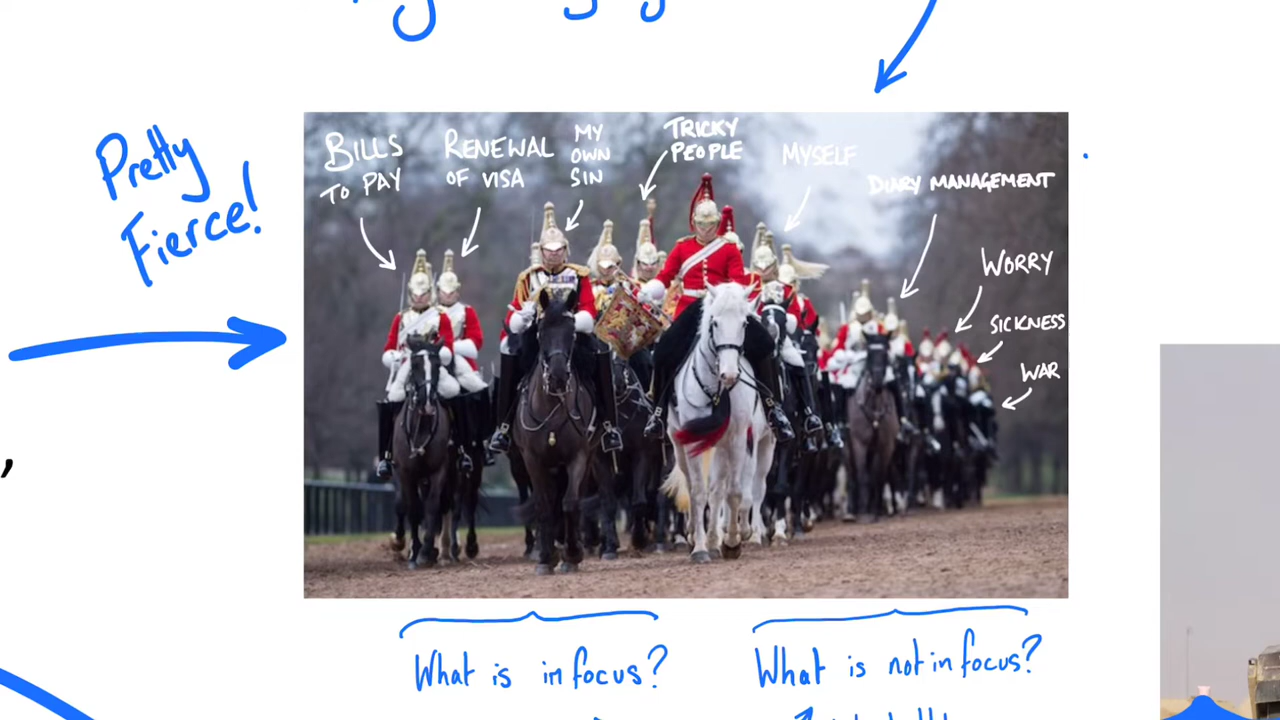 Pretty
Fierce!
BILLS
TO PAY
RENEWAL
OF VISA
MY
OWN
SIN
TRICKY
PEOPLE
MYSELF
DIARY MANAGEMENT
WORRY
SICKNESS
WAR
,
What is in focus?
What is not in focus?